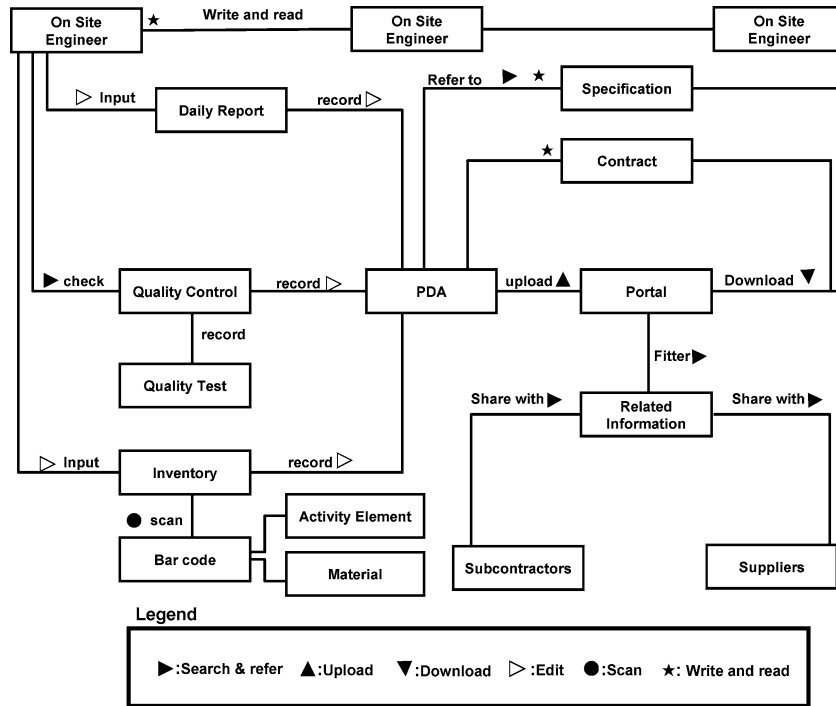 On Site
Engineer
★
Write and read
On Site
Engineer
On Site
Engineer
▷ Input
Daily Report
record ▷
Refer to ▶ ★
Specification
★
Contract
▶ check
Quality Control
record ▷
PDA
upload ▲
Portal
Download ▼
record
Fitter ▶
Quality Test
Share with ▶
Related
Information
Share with ▶
▷ Input
Inventory
record ▷
● scan
Activity Element
Bar code
Material
Subcontractors
Suppliers
Legend
▶:Search & refer ▲:Upload ▼:Download ▷:Edit ●:Scan ★: Write and read